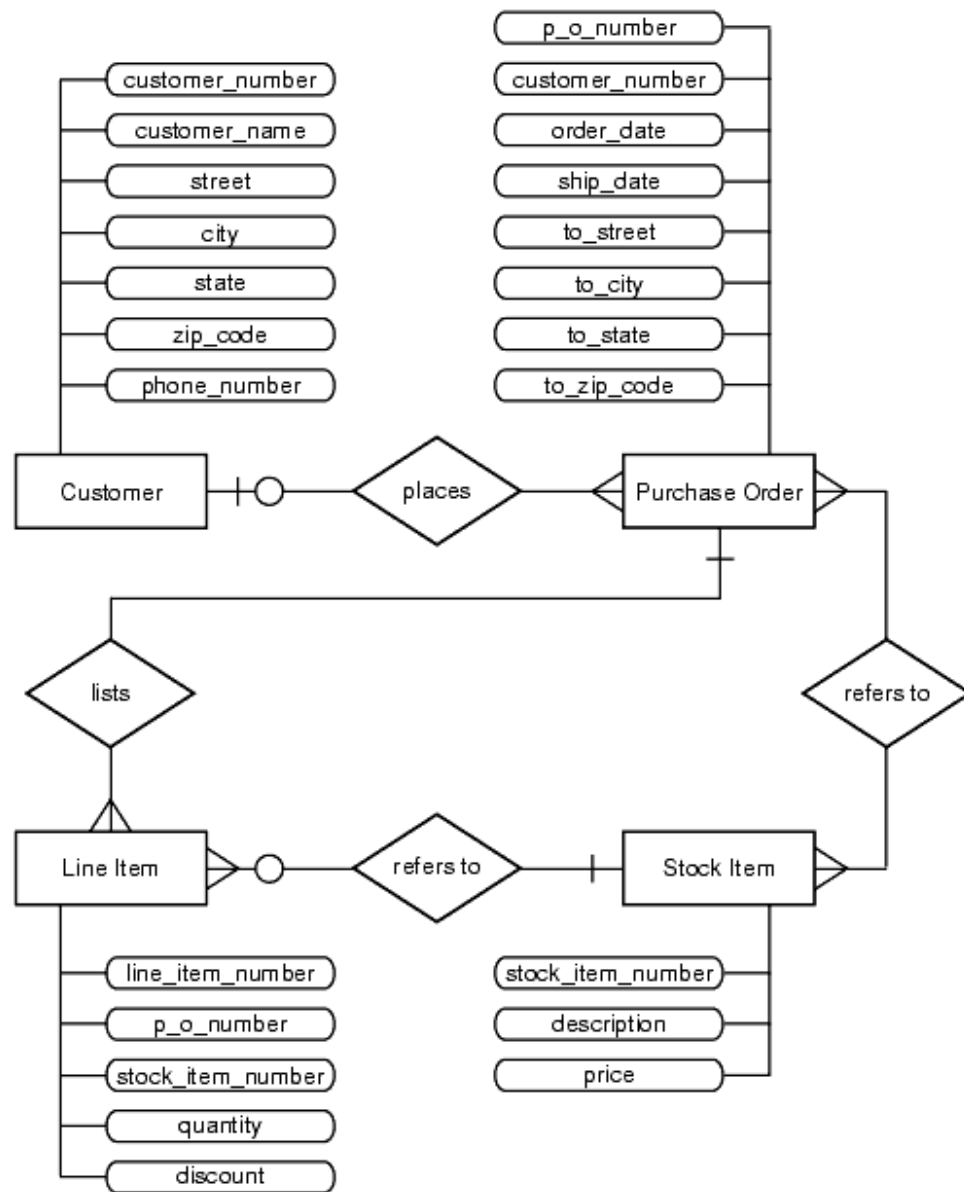 p_o_number
customer_number
customer_number
customer_name
order_date
street
ship_date
city
to_street
state
to_city
zip_code
to_state
phone_number
to_zip_code
Customer
places
Purchase Order
lists
refers to
Line Item
refers to
Stock Item
line_item_number
stock_item_number
p_o_number
description
stock_item_number
price
quantity
discount